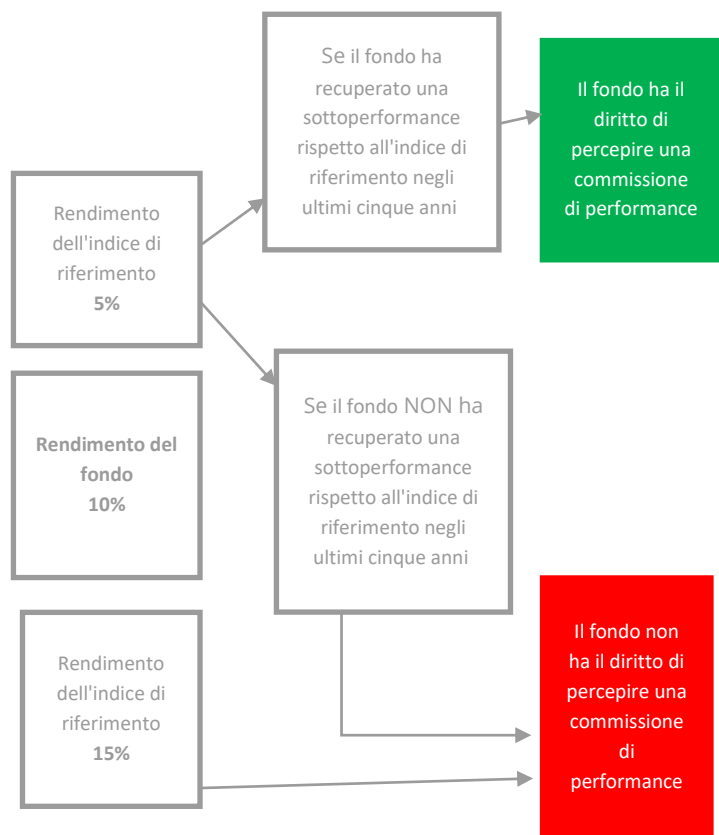 Se il fondo ha
recuperato una
sottoperformance
rispetto all'indice di
riferimento negli
ultimi cinque anni
Il fondo ha il
diritto di
percepire una
commissione
di performance
Rendimento
dell'indice di
riferimento
5%
Rendimento del
fondo
10%
Se il fondo NON ha
recuperato una
sottoperformance
rispetto all'indice di
riferimento negli
ultimi cinque anni
Rendimento
dell'indice di
riferimento
15%
Il fondo non
ha il diritto di
percepire una
commissione
di
performance